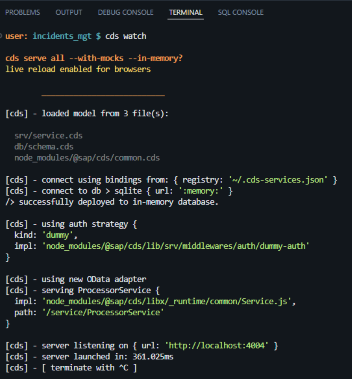 PROBLEMS OUTPUT DEBUG CONSOLE TERMINAL SQL CONSOLE
user: incidents_mgt $ cds watch
cds serve all --with-mocks --in-memory?
live reload enabled for browsers
___________________________
[cds] - loaded model from 3 file(s):
srv/service.cds
db/schema.cds
node_modules/@sap/cds/common.cds
[cds] - connect using bindings from: { registry: '~/.cds-services.json' }
[cds] - connect to db > sqlite { url: ':memory:' }
/> successfully deployed to in-memory database.
[cds] - using auth strategy {
kind: 'dummy',
impl: 'node_modules/@sap/cds/lib/srv/middlewares/auth/dummy-auth'
}
[cds] - using new OData adapter
[cds] - serving ProcessorService {
impl: 'node_modules/@sap/cds/libx/_runtime/common/Service.js',
path: '/service/ProcessorService'
}
[cds] - server listening on { url: 'http://localhost:4004' }
[cds] - server launched in: 361.025ms
[cds] - [ terminate with ^C ]